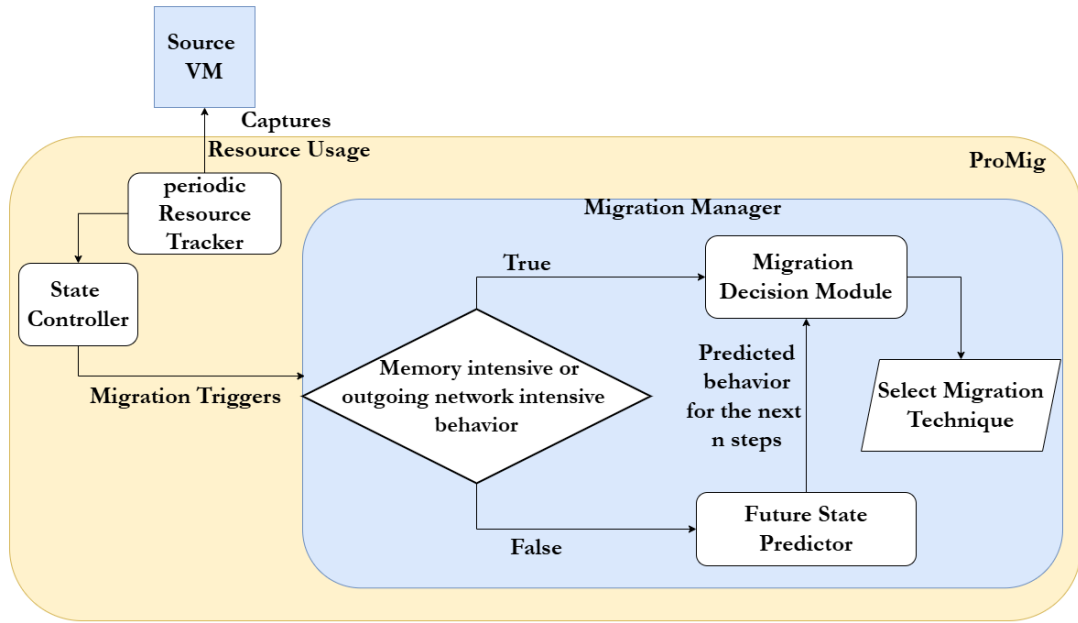 Source
VM
Captures
Resource Usage
ProMig
periodic
Resource
Tracker
Migration Manager
State
Controller
Migration Triggers
True
Memory intensive or
outgoing network intensive
behavior
False
Migration
Decision Module
Predicted
behavior
for the next
n steps
Select Migration
Technique
Future State
Predictor